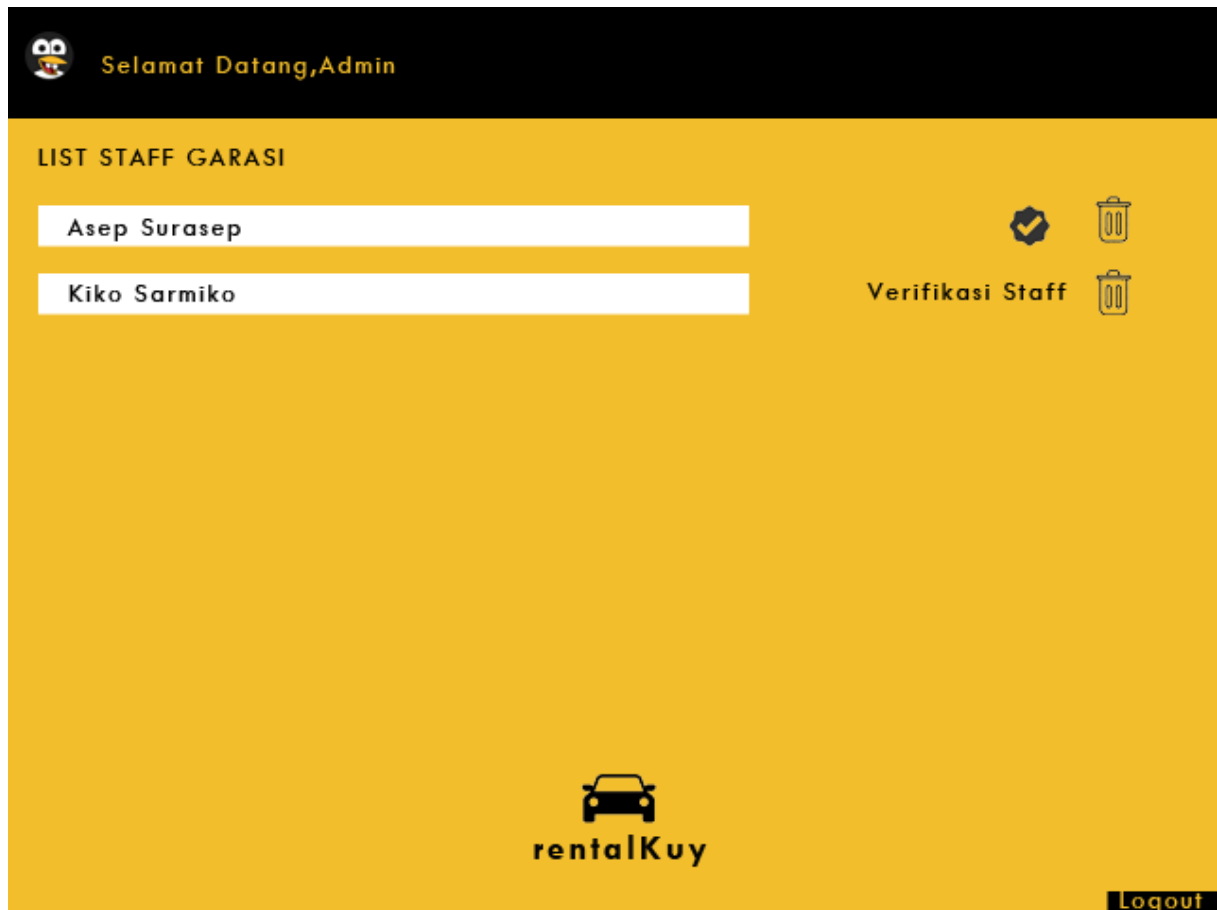 Selamat Datang,Admin
LIST STAFF GARASI
Asep Surasep
Kiko Sarmiko
Verifikasi Staff
rentalKuy
Logout